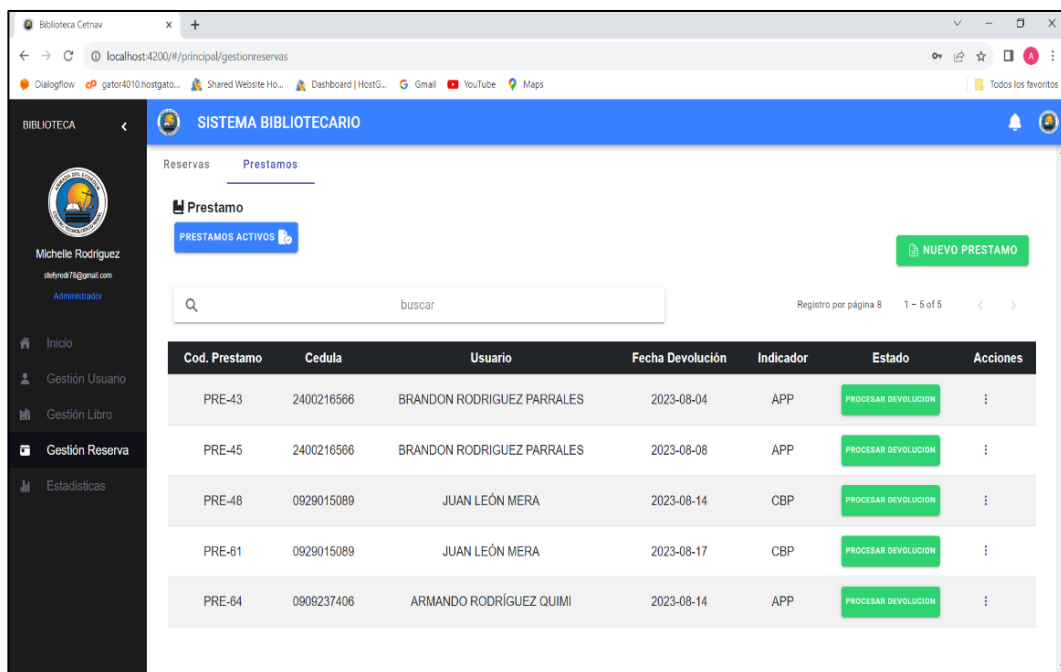 Biblioteca Cetnav
localhost:4200/#/principal/gestionreservas
A
Dialogflow cP gator4010.hostgato... Shared Website Ho... Dashboard | HostG... G Gmail YouTube Maps Todos los favoritos
BIBLIOTECA
SISTEMA BIBLIOTECARIO
Reservas Prestamos
Prestamo
PRESTAMOS ACTIVOS
NUEVO PRESTAMO
Michelle Rodriguez
stefyrodr78@gmail.com
Administrador
buscar
Registro por página 8 1 – 5 of 5
Inicio
Gestión Usuario
Gestión Libro
Gestión Reserva
Estadisticas
Cod. Prestamo Cedula Usuario Fecha Devolución Indicador Estado Acciones
PRE-43 2400216566 BRANDON RODRIGUEZ PARRALES 2023-08-04 APP PROCESAR DEVOLUCION
PRE-45 2400216566 BRANDON RODRIGUEZ PARRALES 2023-08-08 APP PROCESAR DEVOLUCION
PRE-48 0929015089 JUAN LEÓN MERA 2023-08-14 CBP PROCESAR DEVOLUCION
PRE-61 0929015089 JUAN LEÓN MERA 2023-08-17 CBP PROCESAR DEVOLUCION
PRE-64 0909237406 ARMANDO RODRÍGUEZ QUIMI 2023-08-14 APP PROCESAR DEVOLUCION